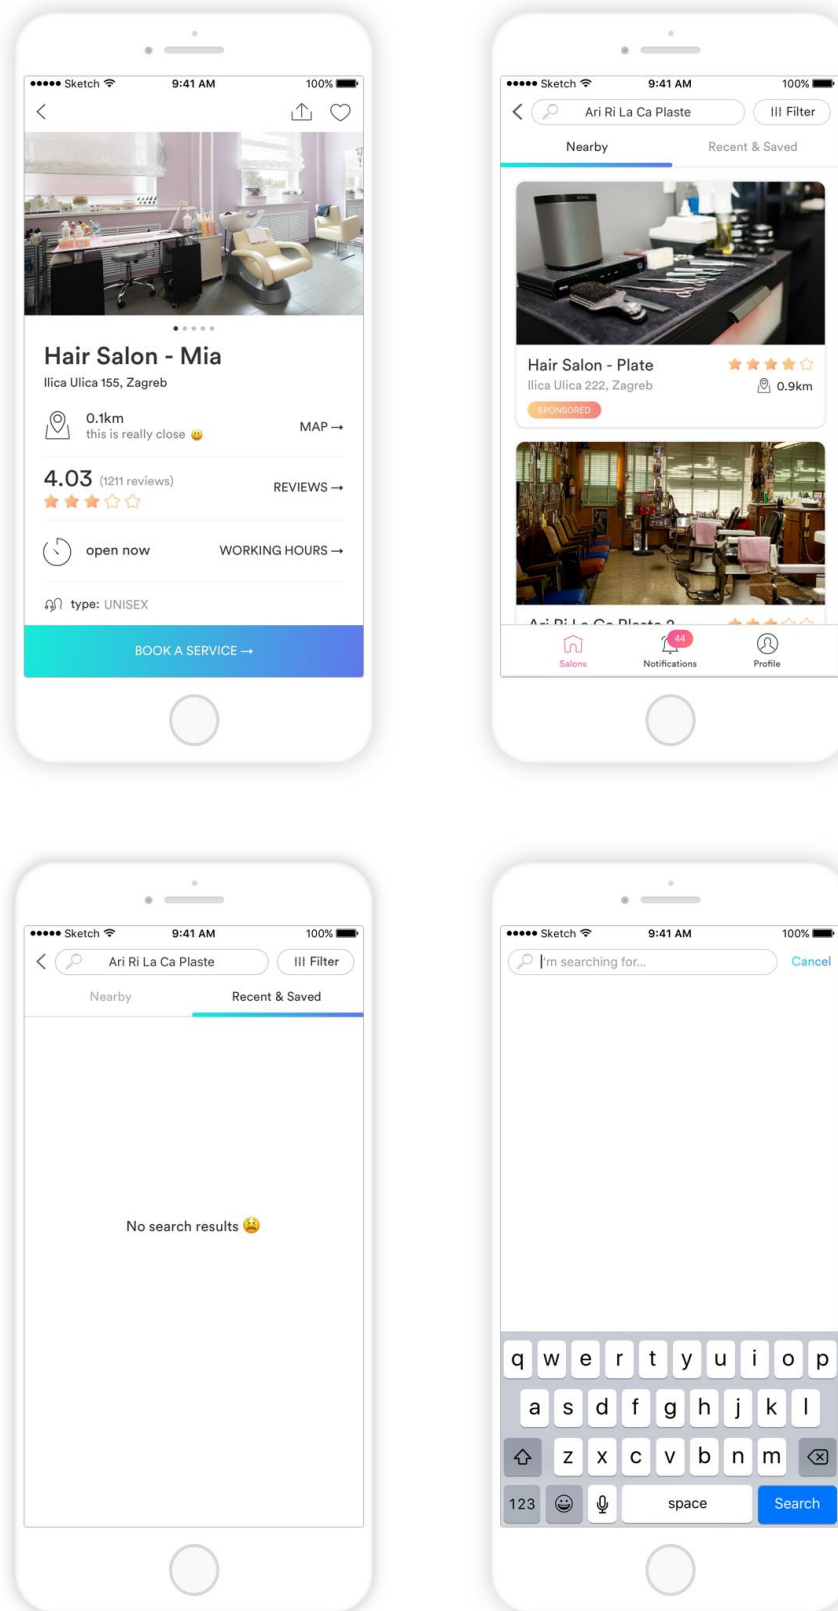 Sketch 9:41 AM 100%
Hair Salon - Mia
Ilica Ulica 155, Zagreb
0.1km
this is really close 😃
MAP →
4.03 (1211 reviews)
REVIEWS →
open now
WORKING HOURS →
type: UNISEX
BOOK A SERVICE →
Sketch 9:41 AM 100%
Ari Ri La Ca Plaste
Filter
Nearby Recent & Saved
Hair Salon - Plate
Ilica Ulica 222, Zagreb
0.9km
SPONSORED
44
Salons Notifications Profile
Sketch 9:41 AM 100%
Ari Ri La Ca Plaste
Filter
Nearby Recent & Saved
No search results 😫
Sketch 9:41 AM 100%
I'm searching for... Cancel
q w e r t y u i o p
a s d f g h j k l
z x c v b n m
123 space Search